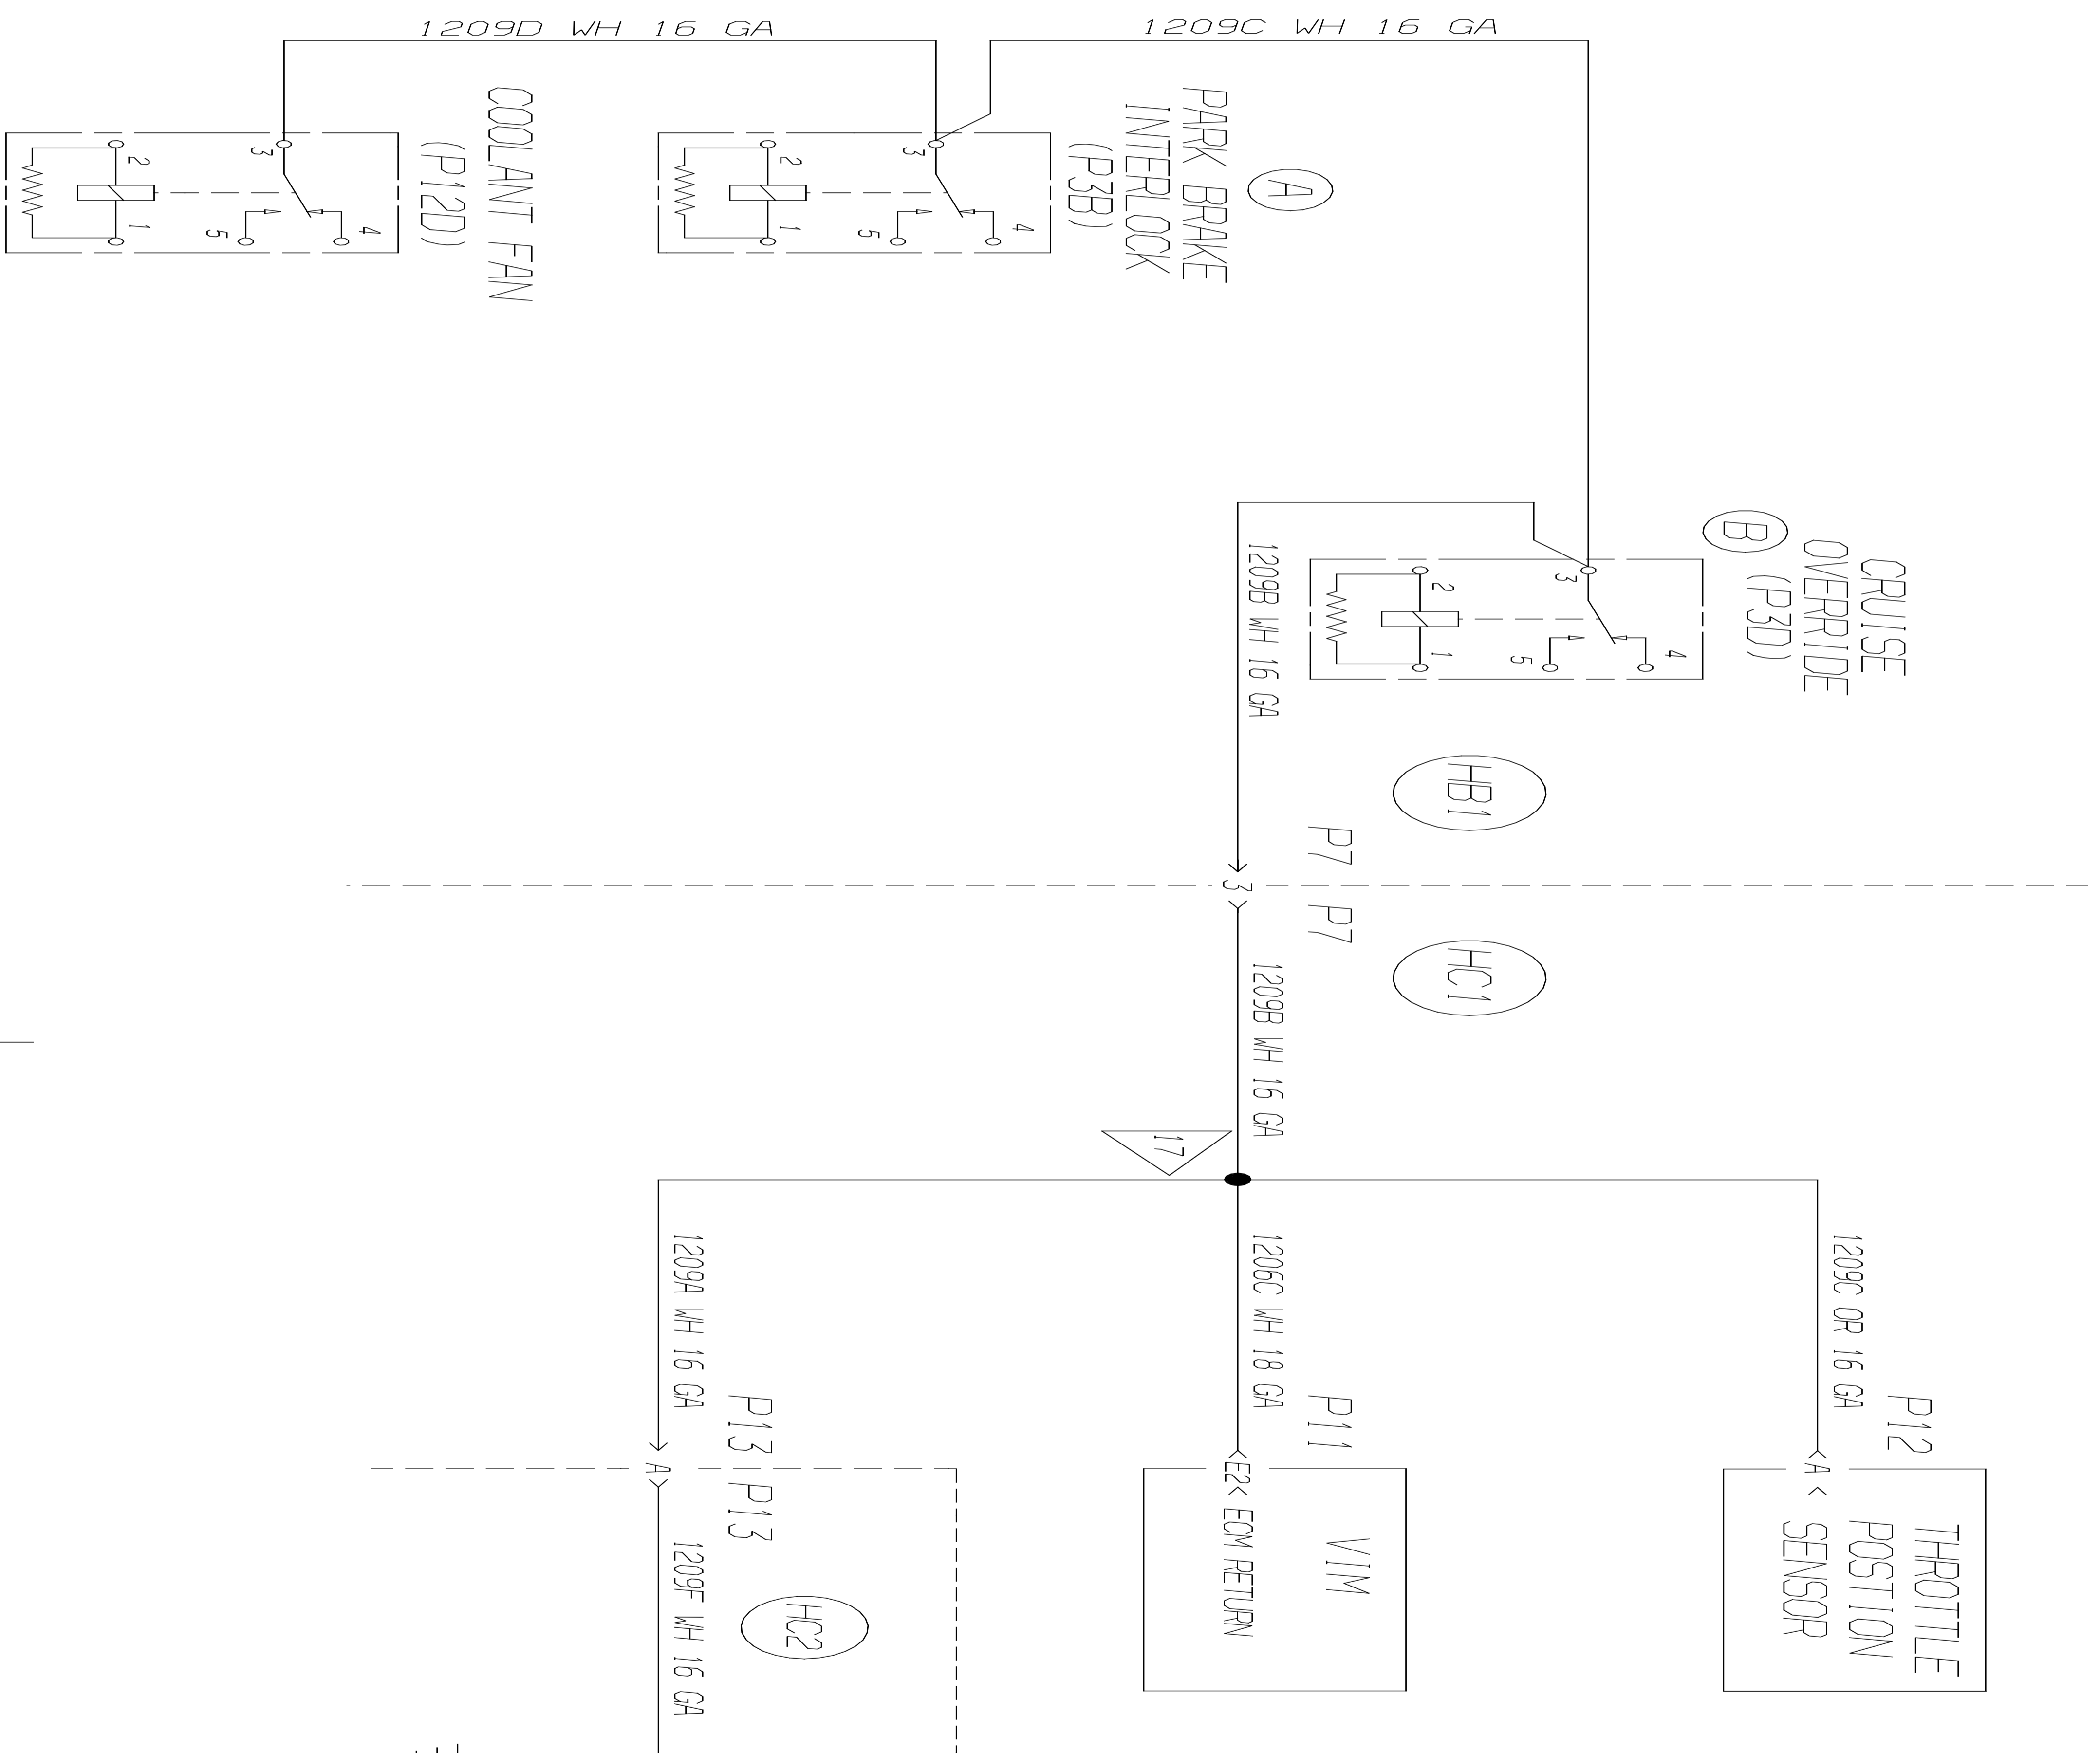 1209D WH 16 GA
1209C WH 16 GA
COOLANT FAN
(P12D)
2
3
1
5
4
PARK BRAKE
INTERLOCK
(P3B)
A
2
3
1
5
4
CRUISE
OVERRIDE
(P3D)
B
2
3
1
5
4
1209B WH 16 GA
HB1
P7
3
P7
HC1
1209B WH 16 GA
17
1209A WH 16 GA
1206C WH 18 GA
1209C OR 16 GA
P13
P11
P12
A
E2
A
P13
ECM RETURN
VIM
THROTTLE
POSTION
SENSOR
1209F WH 16 GA
HC2